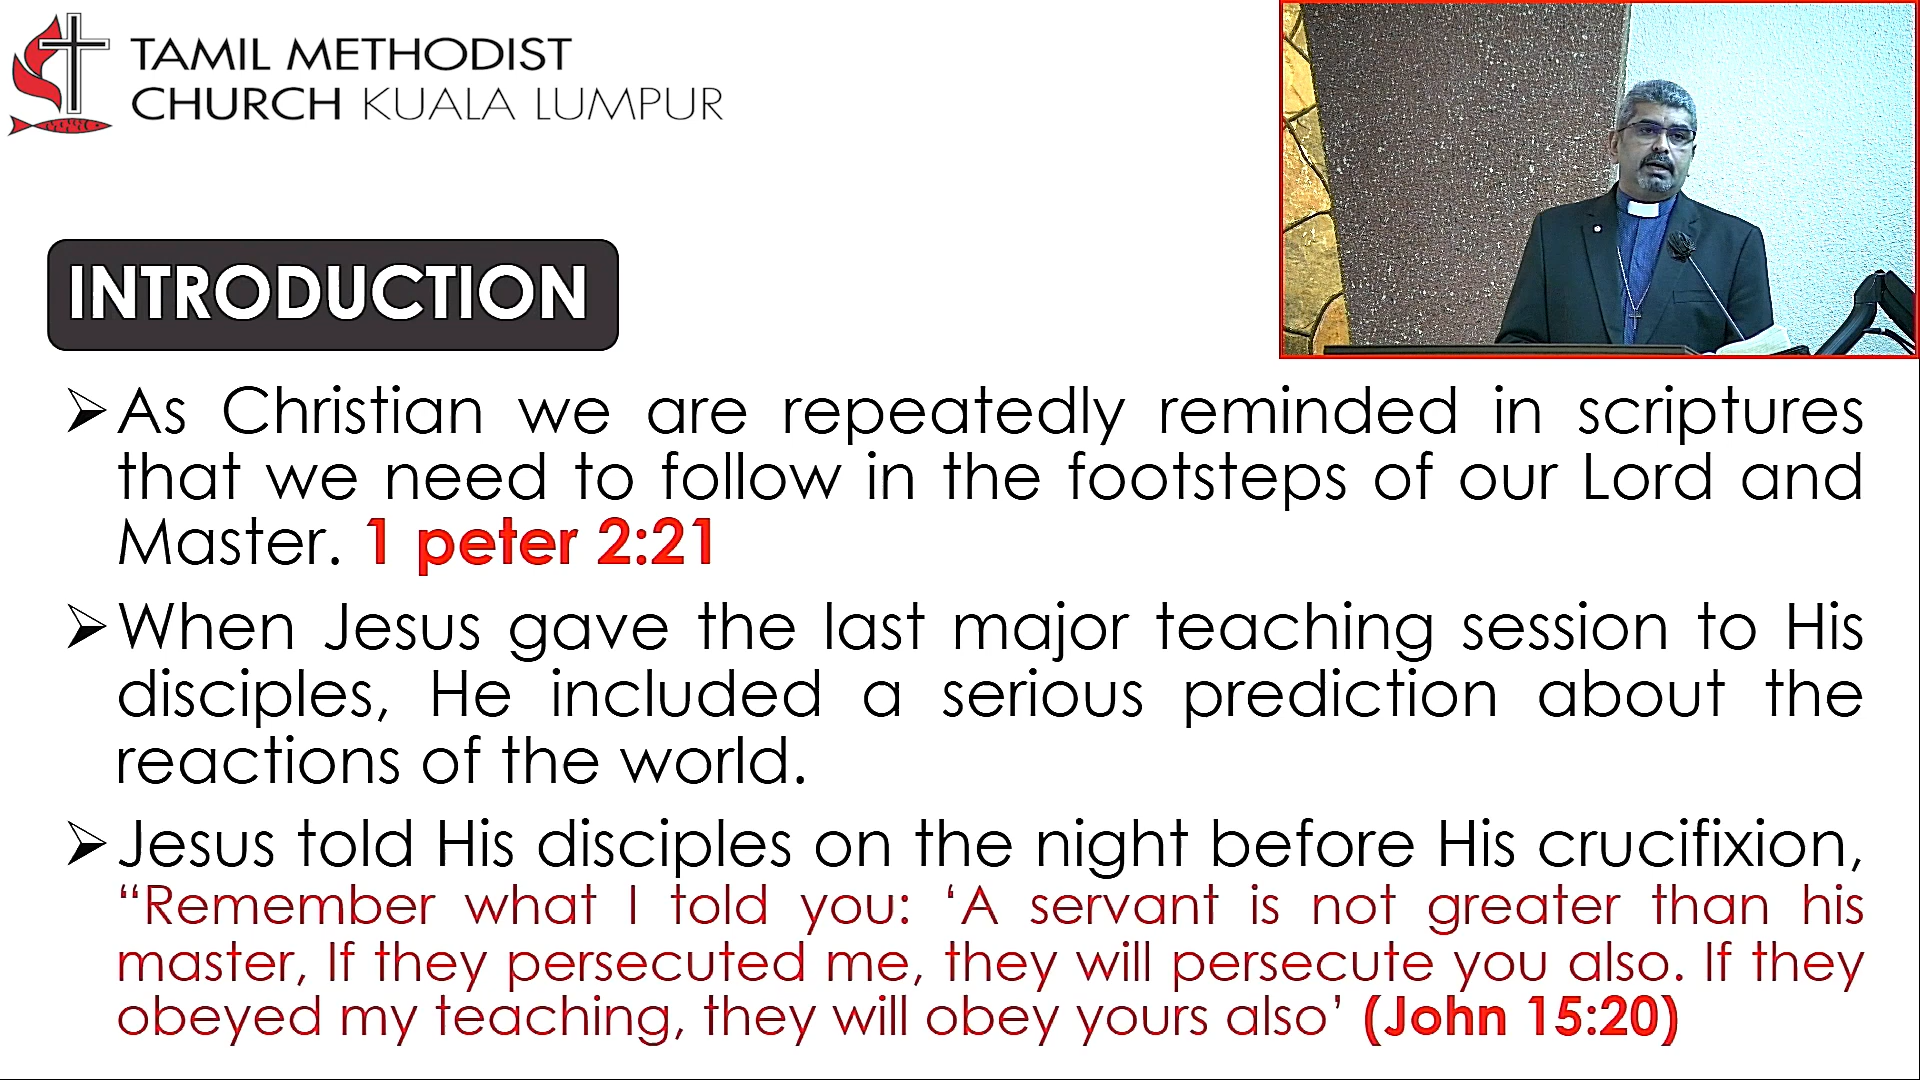 TAMIL METHODIST
CHURCH KUALA LUMPUR
INTRODUCTION
➢As Christian we are repeatedly reminded in scriptures
that we need to follow in the footsteps of our Lord and
Master. 1 peter 2:21
➢When Jesus gave the last major teaching session to His
disciples, He included a serious prediction about the
reactions of the world.
➢Jesus told His disciples on the night before His crucifixion,
“Remember what I told you: ‘A servant is not greater than his
master, If they persecuted me, they will persecute you also. If they
obeyed my teaching, they will obey yours also’ (John 15:20)